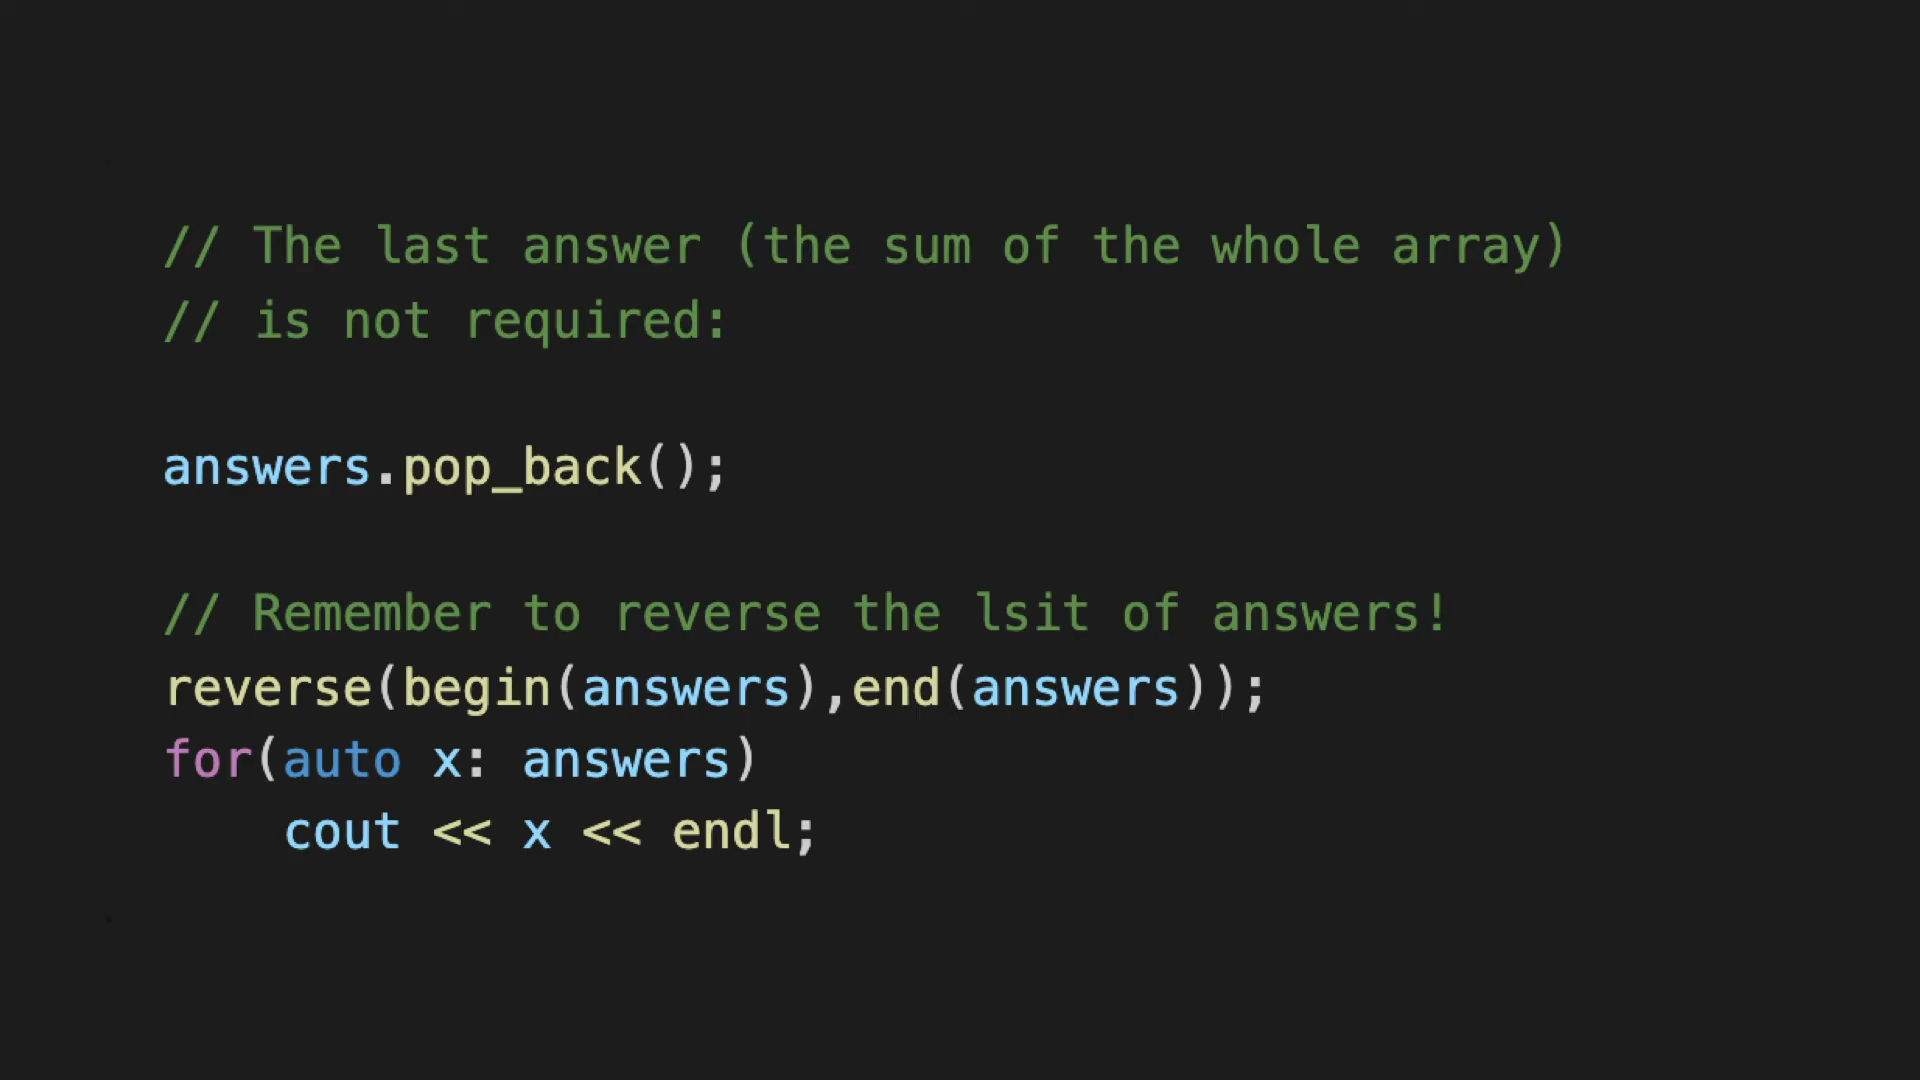 // The last answer (the sum of the whole array)
// is not required:
answers.pop_back();
// Remember to reverse the lsit of answers!
reverse(begin(answers),end(answers));
for(auto x: answers)
    cout << x << endl;